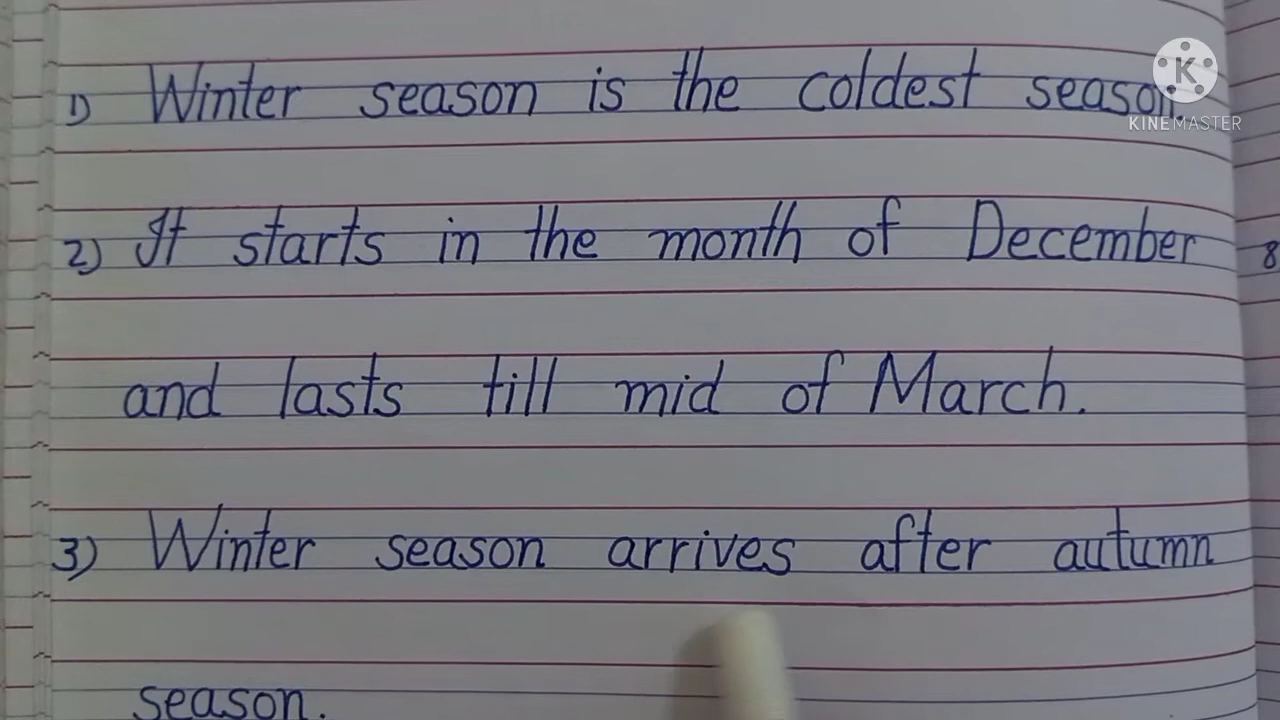 1) Winter season is the coldest season.
KINEMASTER
2) It starts in the month of December
8
and lasts till mid of March.
3) Winter season arrives after autumn
season.